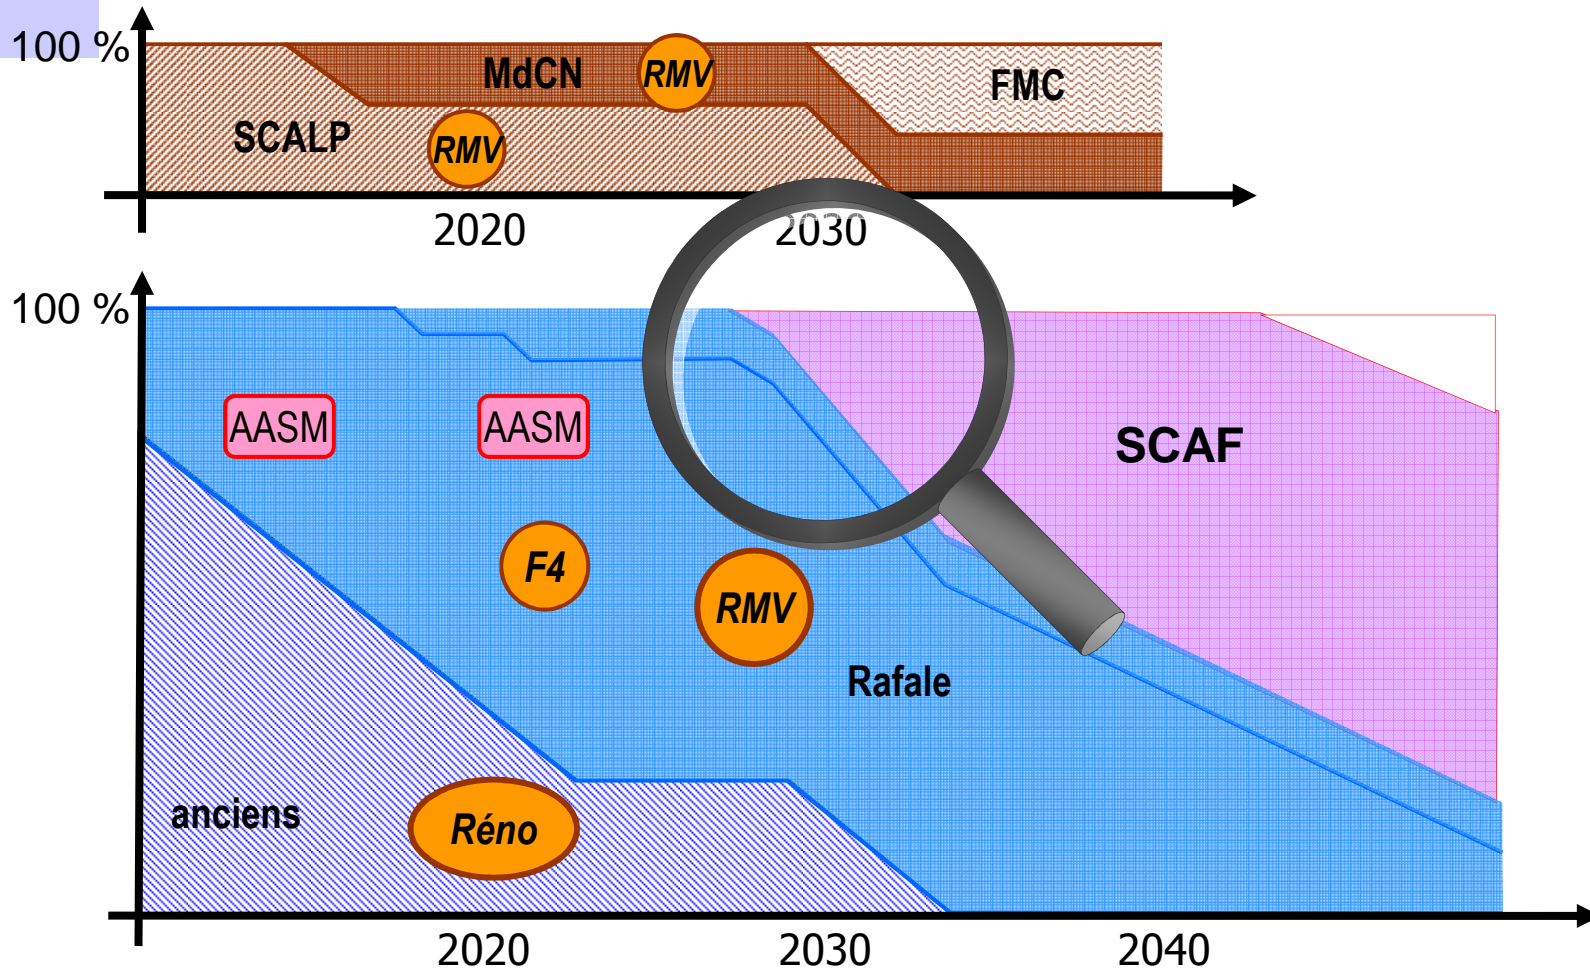 100 %
MdCN
RMV
FMC
SCALP
RMV
2020
2030
100 %
AASM
AASM
SCAF
F4
RMV
Rafale
anciens
Réno
2020
2030
2040